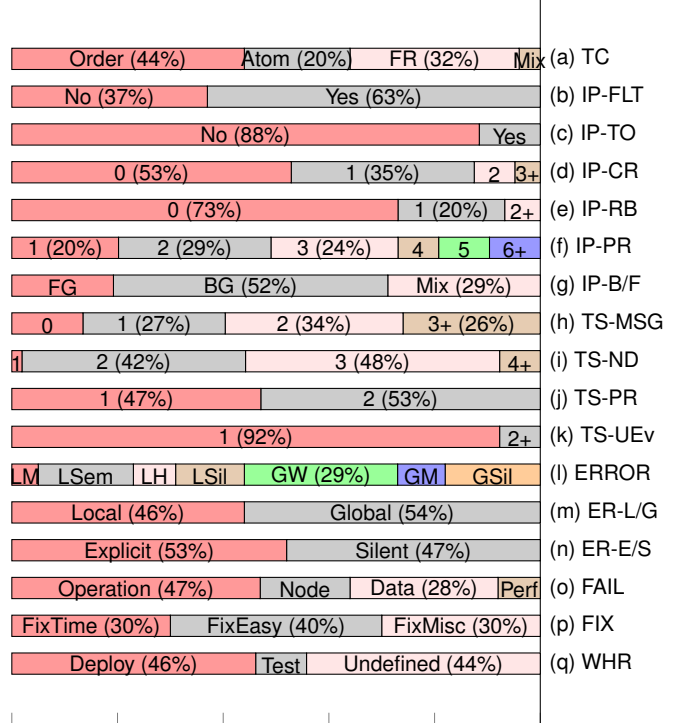 Order (44%) Atom (20%) FR (32%) Mix (a) TC
No (37%) Yes (63%) (b) IP-FLT
No (88%) Yes (c) IP-TO
0 (53%) 1 (35%) 2 3+ (d) IP-CR
0 (73%) 1 (20%) 2+ (e) IP-RB
1 (20%) 2 (29%) 3 (24%) 4 5 6+ (f) IP-PR
FG BG (52%) Mix (29%) (g) IP-B/F
0 1 (27%) 2 (34%) 3+ (26%) (h) TS-MSG
1 2 (42%) 3 (48%) 4+ (i) TS-ND
1 (47%) 2 (53%) (j) TS-PR
1 (92%) 2+ (k) TS-UEv
LM LSem LH LSil GW (29%) GM GSil (l) ERROR
Local (46%) Global (54%) (m) ER-L/G
Explicit (53%) Silent (47%) (n) ER-E/S
Operation (47%) Node Data (28%) Perf (o) FAIL
FixTime (30%) FixEasy (40%) FixMisc (30%) (p) FIX
Deploy (46%) Test Undefined (44%) (q) WHR